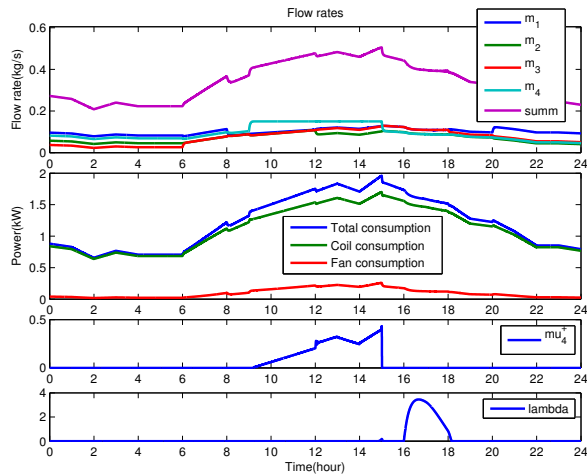 Flow rates
Flow rate(kg/s)
0.6
0.4
0.2
0
m1
m2
m3
m4
summ
0 2 4 6 8 10 12 14 16 18 20 22 24
Power(kW)
2
1.5
1
0.5
0
Total consumption
Coil consumption
Fan consumption
0 2 4 6 8 10 12 14 16 18 20 22 24
0.5
0
mu4+
0 2 4 6 8 10 12 14 16 18 20 22 24
4
2
0
lambda
0 2 4 6 8 10 12 14 16 18 20 22 24
Time(hour)